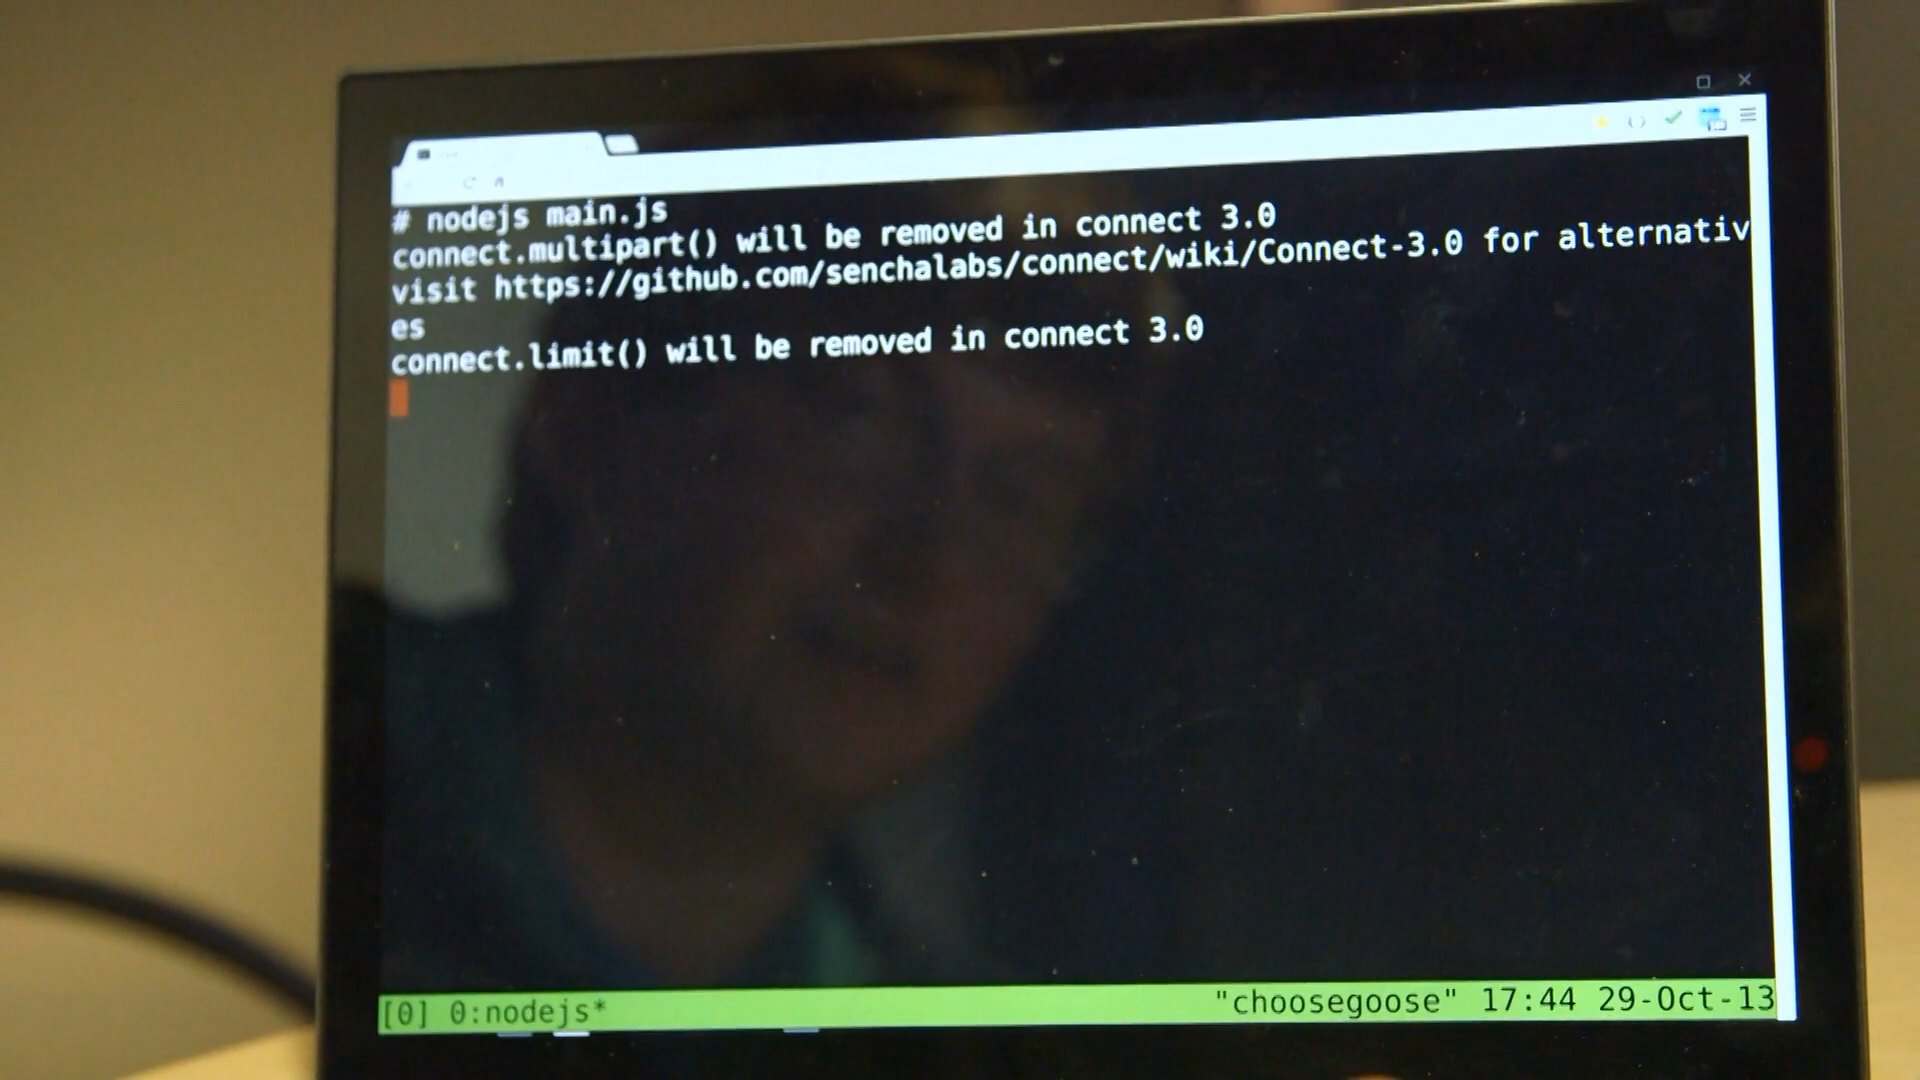 # nodejs main.js
connect.multipart() will be removed in connect 3.0
visit https://github.com/senchalabs/connect/wiki/Connect-3.0 for alternativ
es
connect.limit() will be removed in connect 3.0
[0] 0:nodejs* "choosegoose" 17:44 29-Oct-13